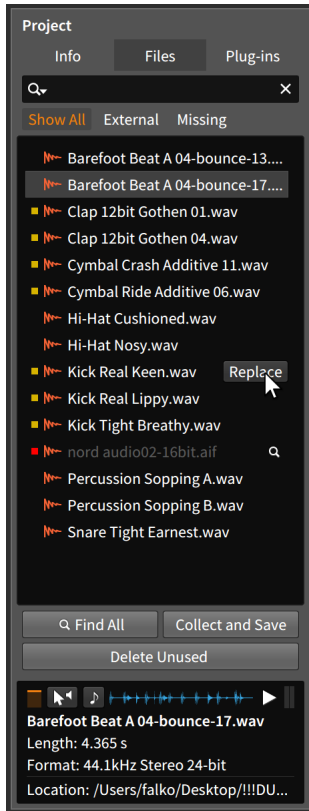 Project
Info Files Plug-ins
Show All External Missing
Barefoot Beat A 04-bounce-13....
Barefoot Beat A 04-bounce-17....
Clap 12bit Gothen 01.wav
Clap 12bit Gothen 04.wav
Cymbal Crash Additive 11.wav
Cymbal Ride Additive 06.wav
Hi-Hat Cushioned.wav
Hi-Hat Nosy.wav
Kick Real Keen.wav Replace
Kick Real Lippy.wav
Kick Tight Breathy.wav
nord audio02-16bit.aif
Percussion Sopping A.wav
Percussion Sopping B.wav
Snare Tight Earnest.wav
Find All Collect and Save
Delete Unused
Barefoot Beat A 04-bounce-17.wav
Length: 4.365 s
Format: 44.1kHz Stereo 24-bit
Location: /Users/falko/Desktop/!!!DU...